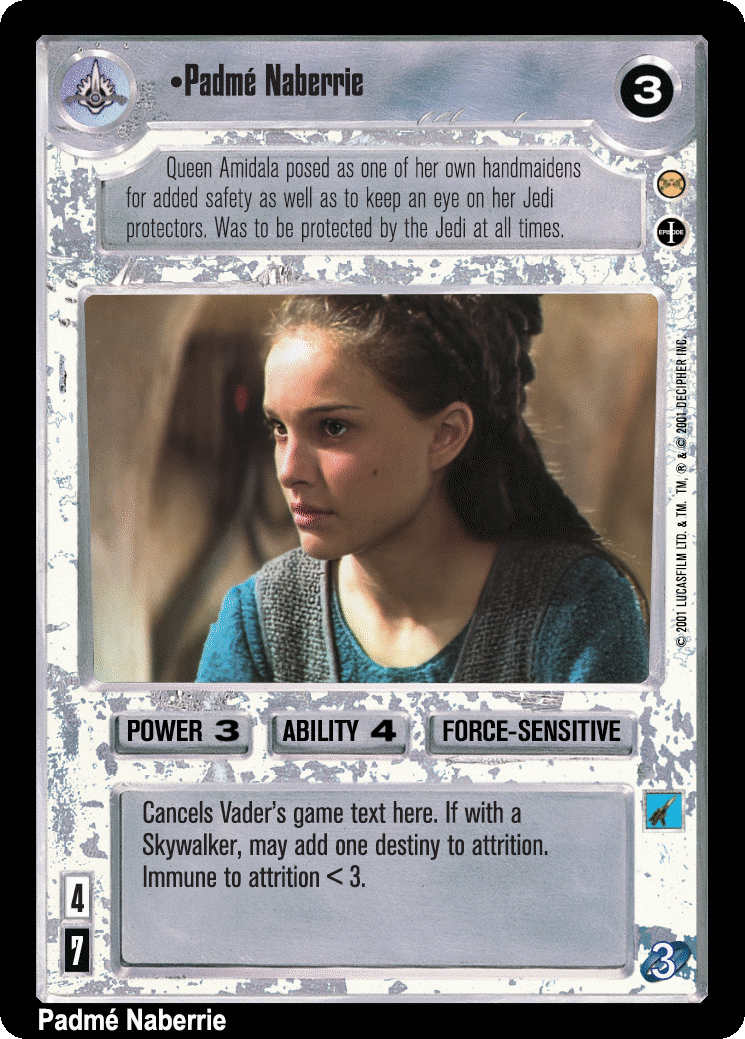 •Padmé Naberrie
3
Queen Amidala posed as one of her own handmaidens
for added safety as well as to keep an eye on her Jedi
protectors. Was to be protected by the Jedi at all times.
EPISODE
I
© 2001 LUCASFILM LTD. & TM. TM, ® & © 2001 DECIPHER INC.
POWER 3
ABILITY 4
FORCE-SENSITIVE
Cancels Vader's game text here. If with a
Skywalker, may add one destiny to attrition.
Immune to attrition < 3.
4
7
3
Padmé Naberrie